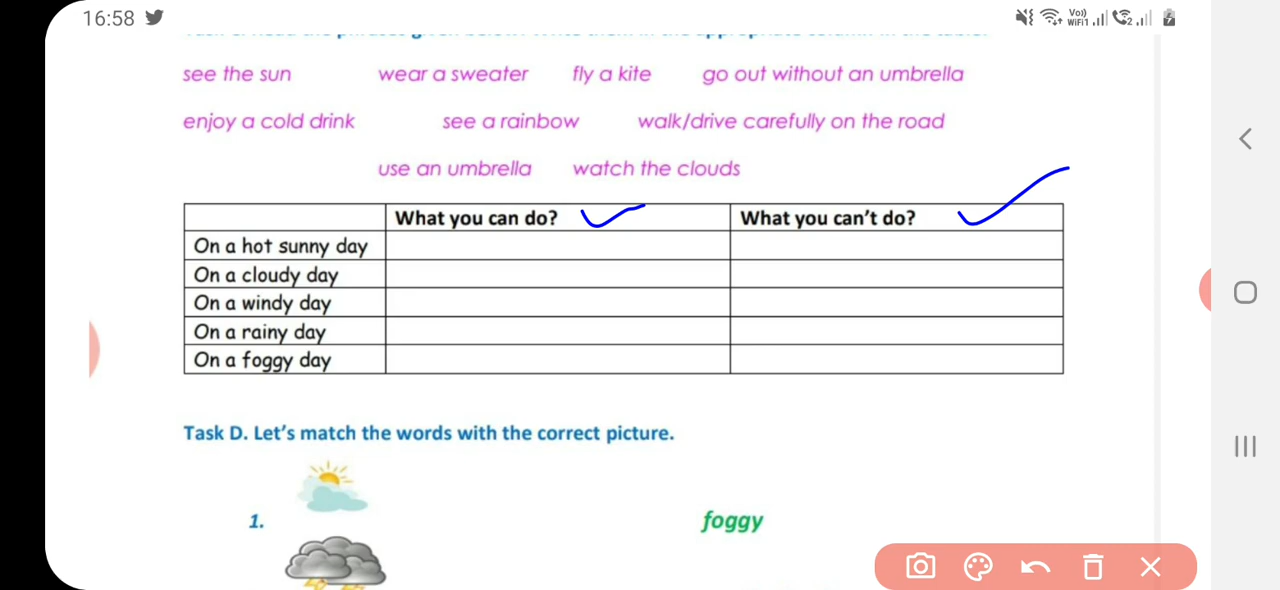 16:58
Vo)) WiFi1 2
see the sun wear a sweater fly a kite go out without an umbrella
enjoy a cold drink see a rainbow walk/drive carefully on the road
use an umbrella watch the clouds
What you can do? What you can't do?
On a hot sunny day
On a cloudy day
On a windy day
On a rainy day
On a foggy day
Task D. Let's match the words with the correct picture.
1. foggy